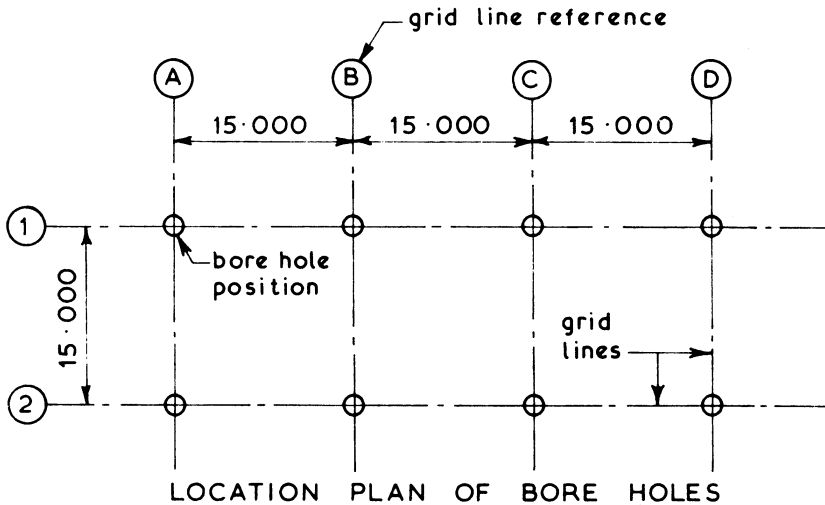 grid line reference
A B C D
15·000 15·000 15·000
1
bore hole
position
15·000
grid
lines
2
LOCATION PLAN OF BORE HOLES